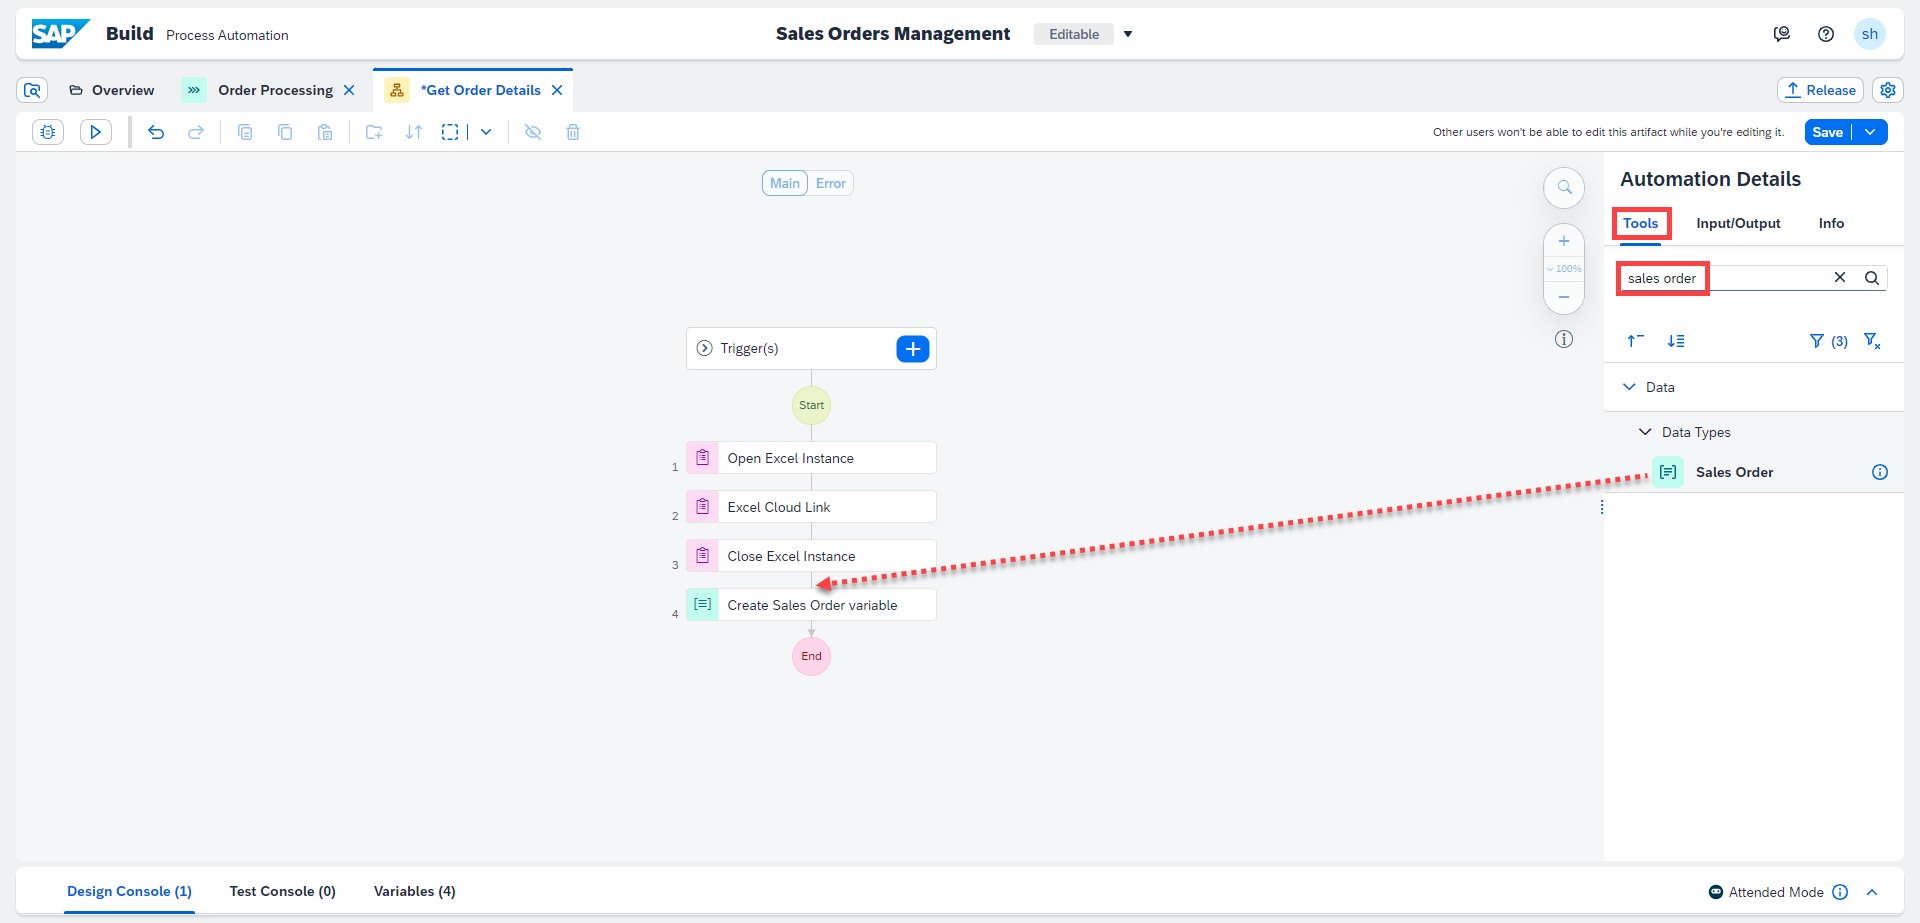 SAP Build Process Automation
Sales Orders Management
Editable
sh
Overview
Order Processing
*Get Order Details
Release
Other users won't be able to edit this artifact while you're editing it.
Save
Main
Error
100%
Trigger(s)
Start
1 Open Excel Instance
2 Excel Cloud Link
3 Close Excel Instance
4 Create Sales Order variable
End
Automation Details
Tools
Input/Output
Info
sales order
(3)
Data
Data Types
Sales Order
Design Console (1)
Test Console (0)
Variables (4)
Attended Mode